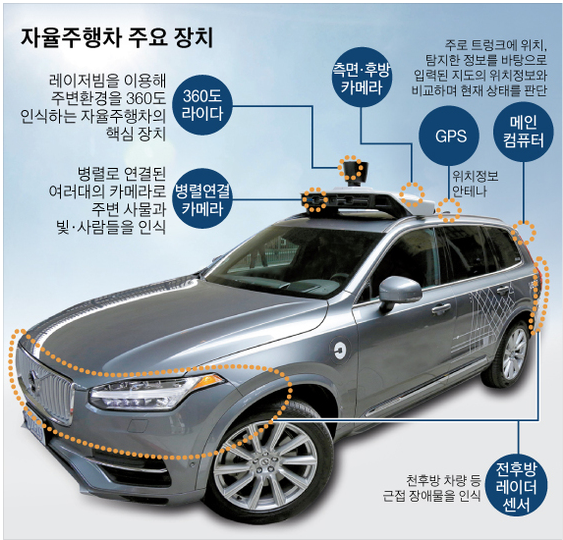 자율주행차 주요 장치
레이저빔을 이용해
주변환경을 360도
인식하는 자율주행차의
핵심 장치
360도
라이다
측면·후방
카메라
주로 트렁크에 위치,
탐지한 정보를 바탕으로
입력된 지도의 위치정보와
비교하며 현재 상태를 판단
메인
컴퓨터
GPS
위치정보
안테나
병렬로 연결된
여러대의 카메라로
주변 사물과
빛·사람들을 인식
병렬연결
카메라
천후방 차량 등
근접 장애물을 인식
전후방
레이더
센서